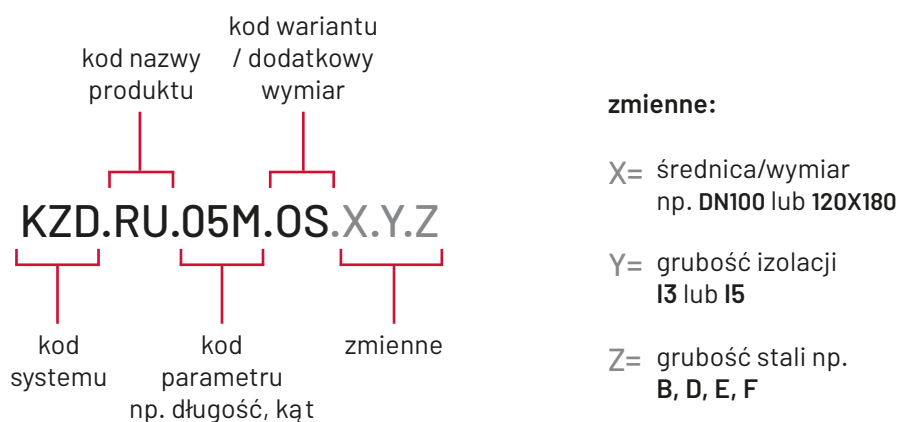 kod nazwy
produktu
kod wariantu
/ dodatkowy
wymiar
KZD.RU.05M.OS.X.Y.Z
kod
systemu
kod
parametru
np. długość, kąt
zmienne
zmienne:
X= średnica/wymiar
np. DN100 lub 120X180
Y= grubość izolacji
I3 lub I5
Z= grubość stali np.
B, D, E, F